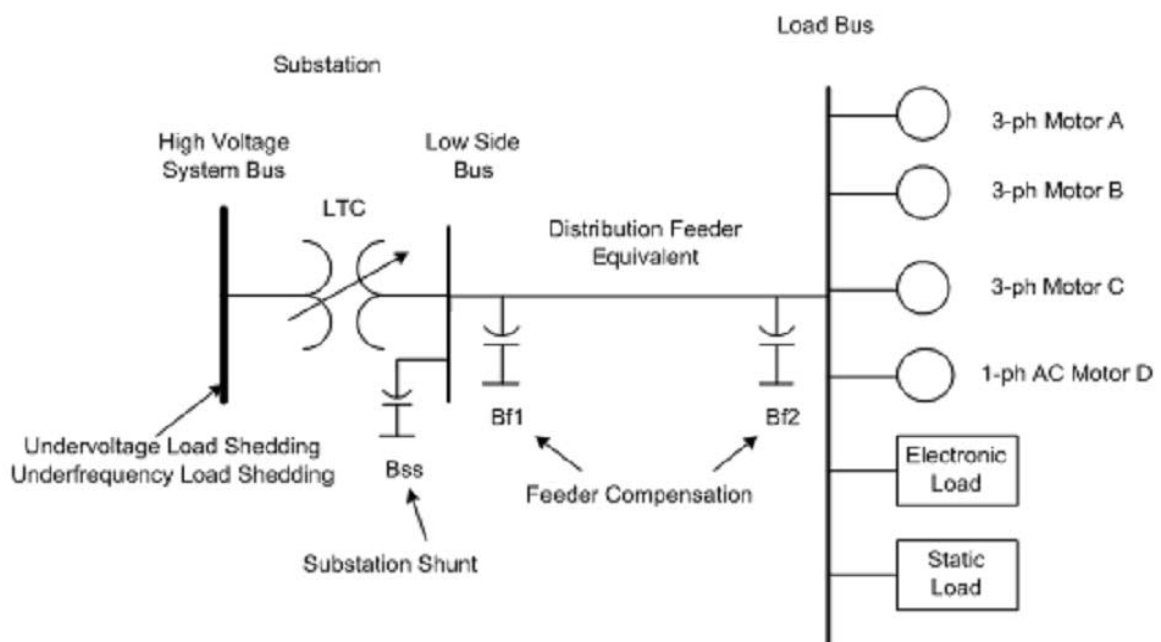 Load Bus
Substation
High Voltage
System Bus
LTC
Low Side
Bus
Distribution Feeder
Equivalent
3-ph Motor A
3-ph Motor B
3-ph Motor C
1-ph AC Motor D
Electronic
Load
Static
Load
Undervoltage Load Shedding
Underfrequency Load Shedding
Bss
Bf1
Bf2
Feeder Compensation
Substation Shunt